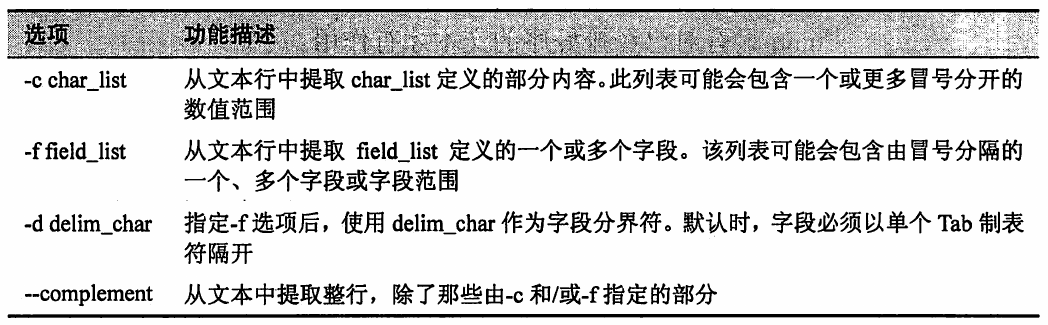 选项 功能描述
-c char_list 从文本行中提取 char_list 定义的部分内容。此列表可能会包含一个或更多冒号分开的
数值范围
-f field_list 从文本行中提取 field_list 定义的一个或多个字段。该列表可能会包含由冒号分隔的
一个、多个字段或字段范围
-d delim_char 指定-f 选项后，使用 delim_char 作为字段分界符。默认时，字段必须以单个 Tab 制表
符隔开
--complement 从文本中提取整行，除了那些由-c 和/或-f 指定的部分